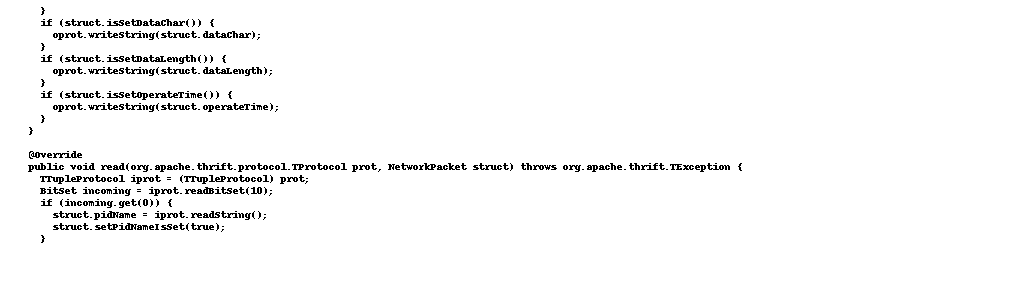 }
if (struct.isSetDataChar()) {
oprot.writeString(struct.dataChar);
}
if (struct.isSetDataLength()) {
oprot.writeString(struct.dataLength);
}
if (struct.isSetOperateTime()) {
oprot.writeString(struct.operateTime);
}
}
@Override
public void read(org.apache.thrift.protocol.TProtocol prot, NetworkPacket struct) throws org.apache.thrift.TException {
TTupleProtocol iprot = (TTupleProtocol) prot;
BitSet incoming = iprot.readBitSet(10);
if (incoming.get(0)) {
struct.pidName = iprot.readString();
struct.setPidNameIsSet(true);
}